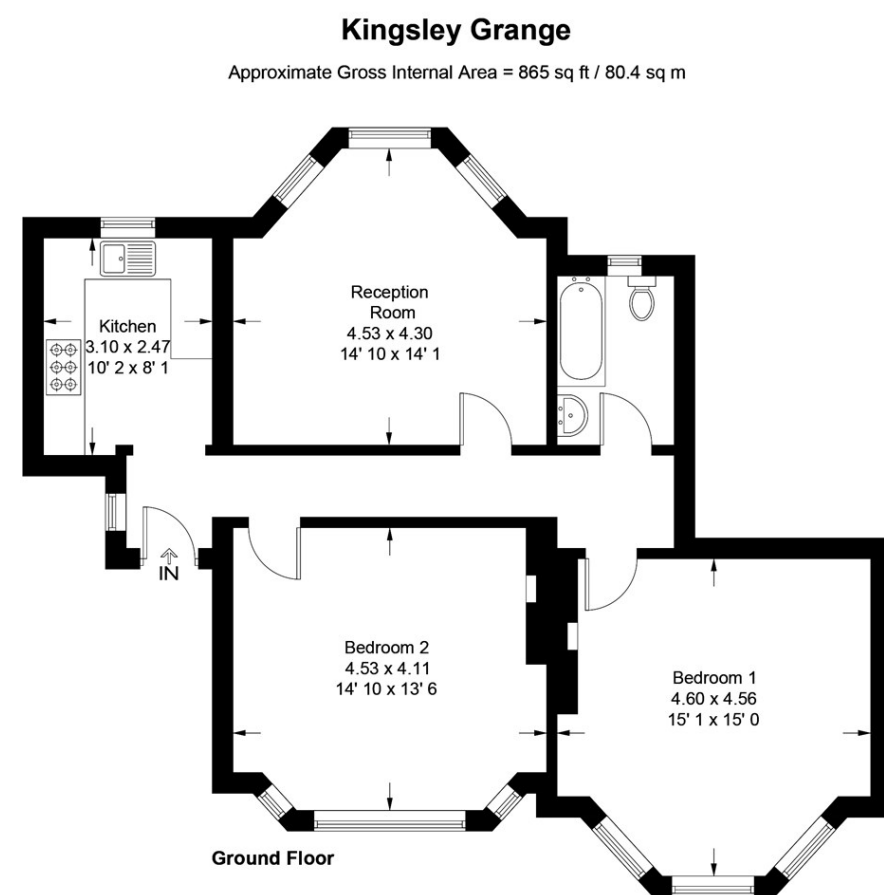 Kingsley Grange
Approximate Gross Internal Area = 865 sq ft / 80.4 sq m
Reception
Room
4.53 x 4.30
14' 10 x 14' 1
Kitchen
3.10 x 2.47
10' 2 x 8' 1
IN
Bedroom 2
4.53 x 4.11
14' 10 x 13' 6
Bedroom 1
4.60 x 4.56
15' 1 x 15' 0
Ground Floor